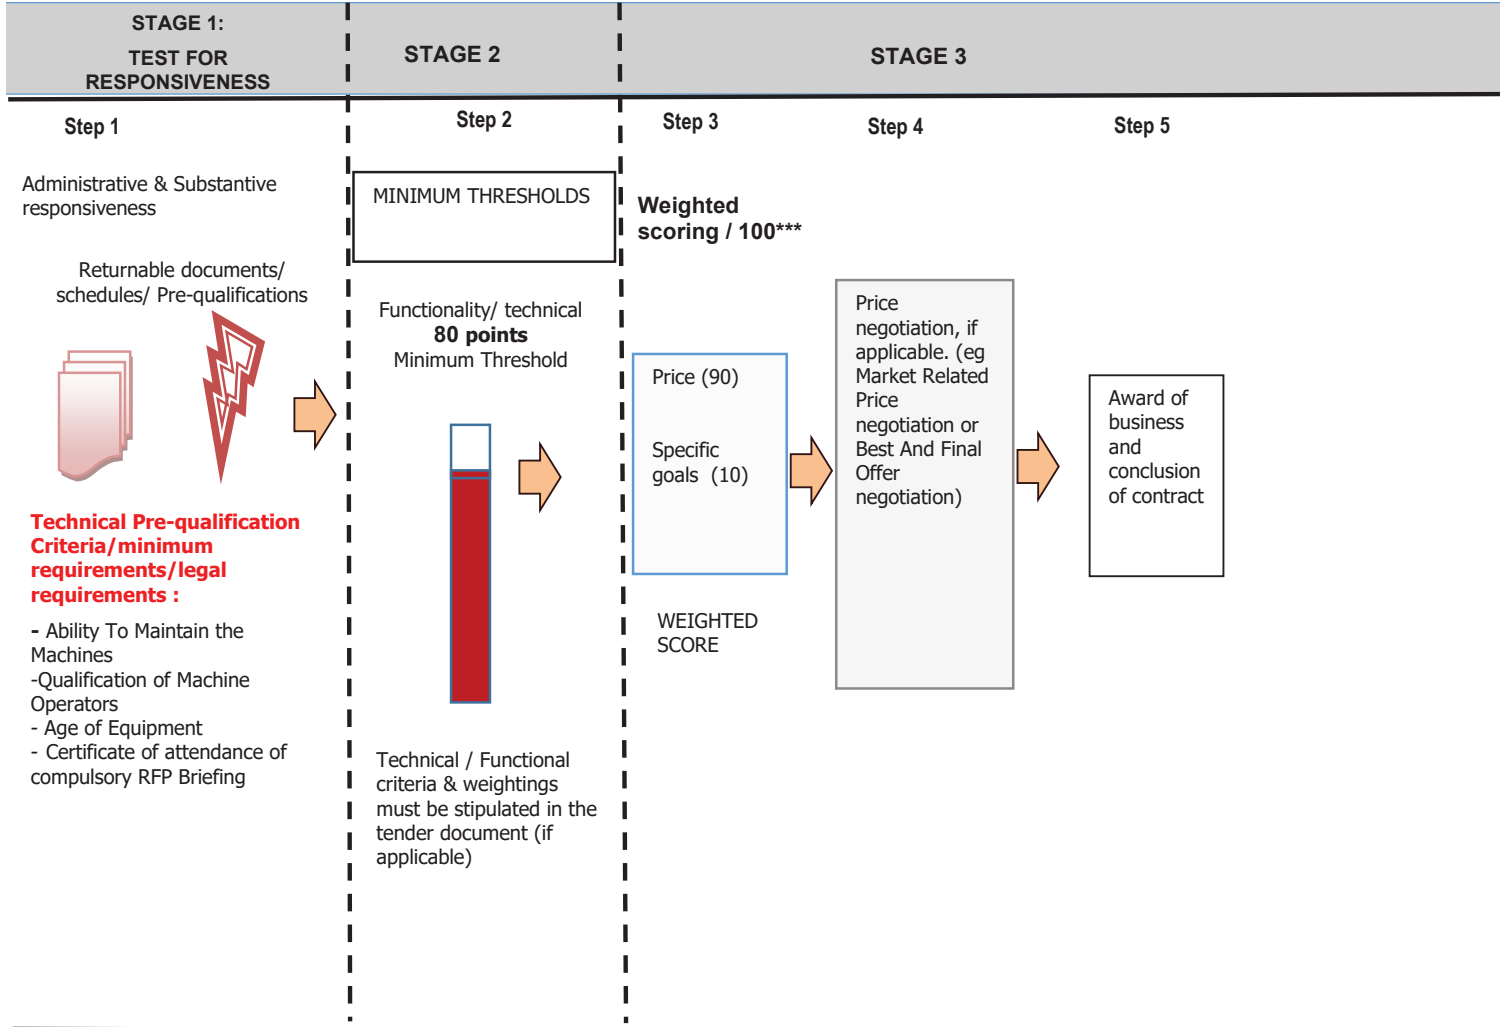 STAGE 1:
TEST FOR
RESPONSIVENESS
STAGE 2
STAGE 3
Step 1
Step 2
Step 3
Step 4
Step 5
Administrative & Substantive
responsiveness
Returnable documents/
schedules/ Pre-qualifications
Technical Pre-qualification
Criteria/minimum
requirements/legal
requirements :
- Ability To Maintain the
Machines
-Qualification of Machine
Operators
- Age of Equipment
- Certificate of attendance of
compulsory RFP Briefing
MINIMUM THRESHOLDS
Functionality/ technical
80 points
Minimum Threshold
Technical / Functional
criteria & weightings
must be stipulated in the
tender document (if
applicable)
Weighted
scoring / 100***
Price (90)
Specific
goals (10)
WEIGHTED
SCORE
Price
negotiation, if
applicable. (eg
Market Related
Price
negotiation or
Best And Final
Offer
negotiation)
Award of
business
and
conclusion
of contract